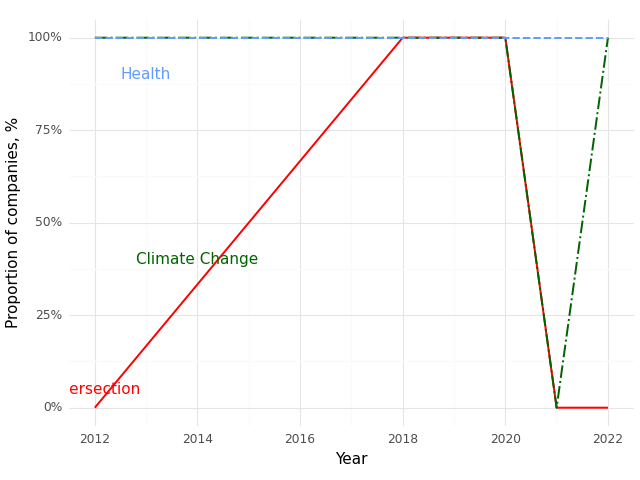 100%
Health
75%
Proportion of companies, %
50%
Climate Change
25%
ersection
0%
2012 2014 2016 2018 2020 2022
Year